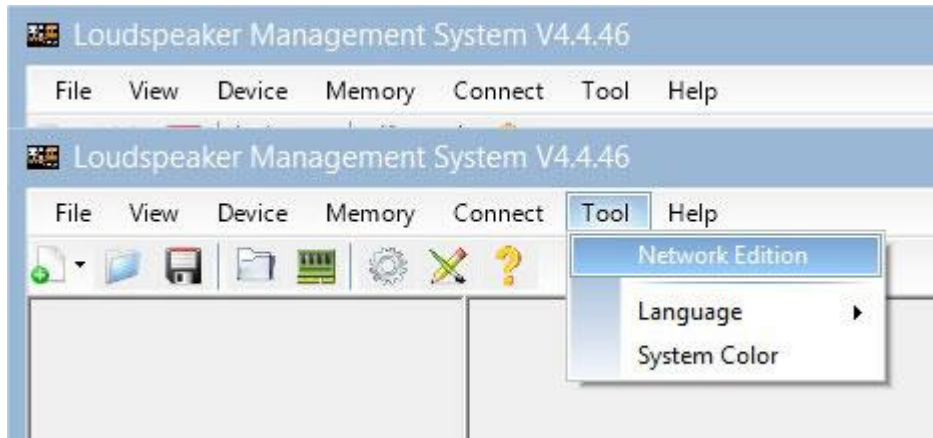 Loudspeaker Management System V4.4.46
File View Device Memory Connect Tool Help
Loudspeaker Management System V4.4.46
File View Device Memory Connect Tool Help
Network Edition
Language
System Color